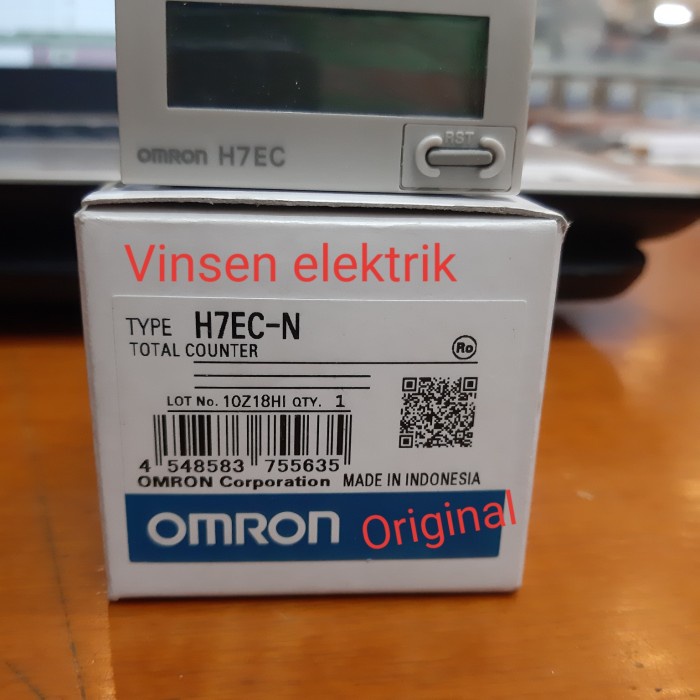 RST
OMRON H7EC
Vinsen elektrik
TYPE H7EC-N
TOTAL COUNTER
Ro
LOT No. 10Z18HI QTY. 1
4 548583 755635
OMRON Corporation MADE IN INDONESIA
OMRON Original